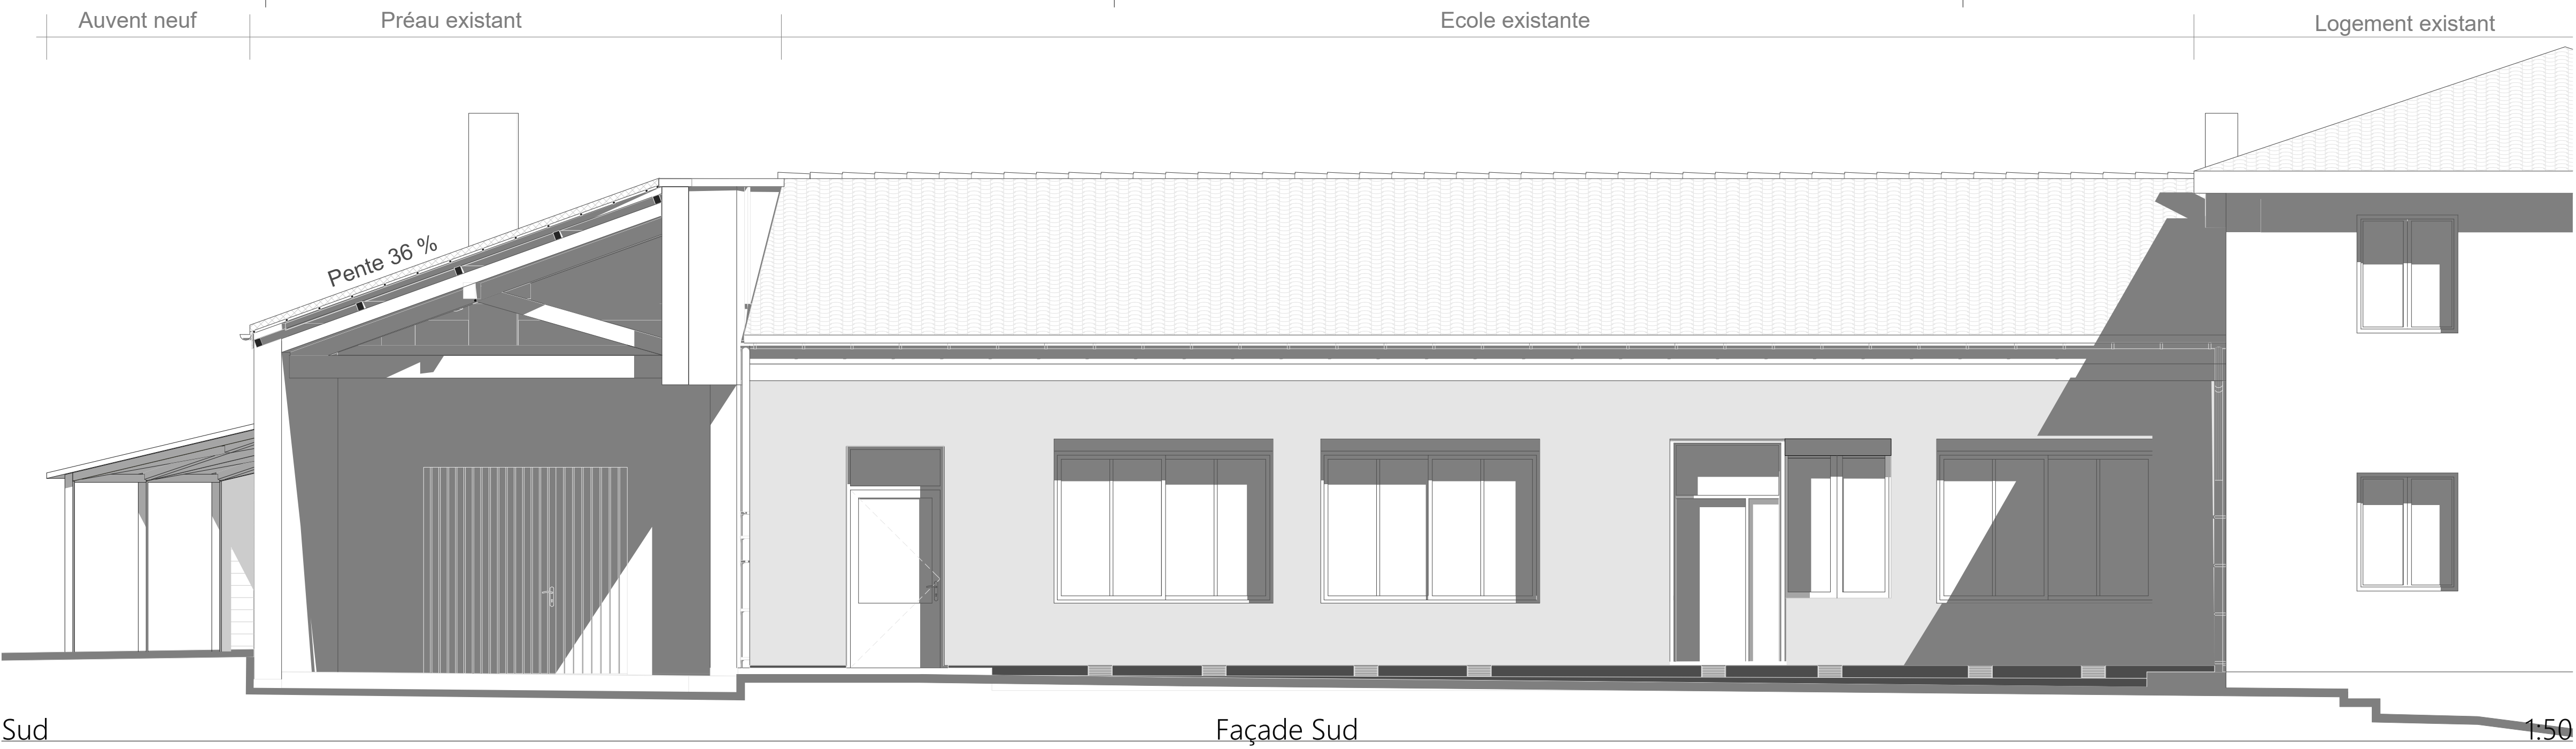 Auvent neuf
Préau existant
Ecole existante
Logement existant
Pente 36 %
Sud
Façade Sud
1:50